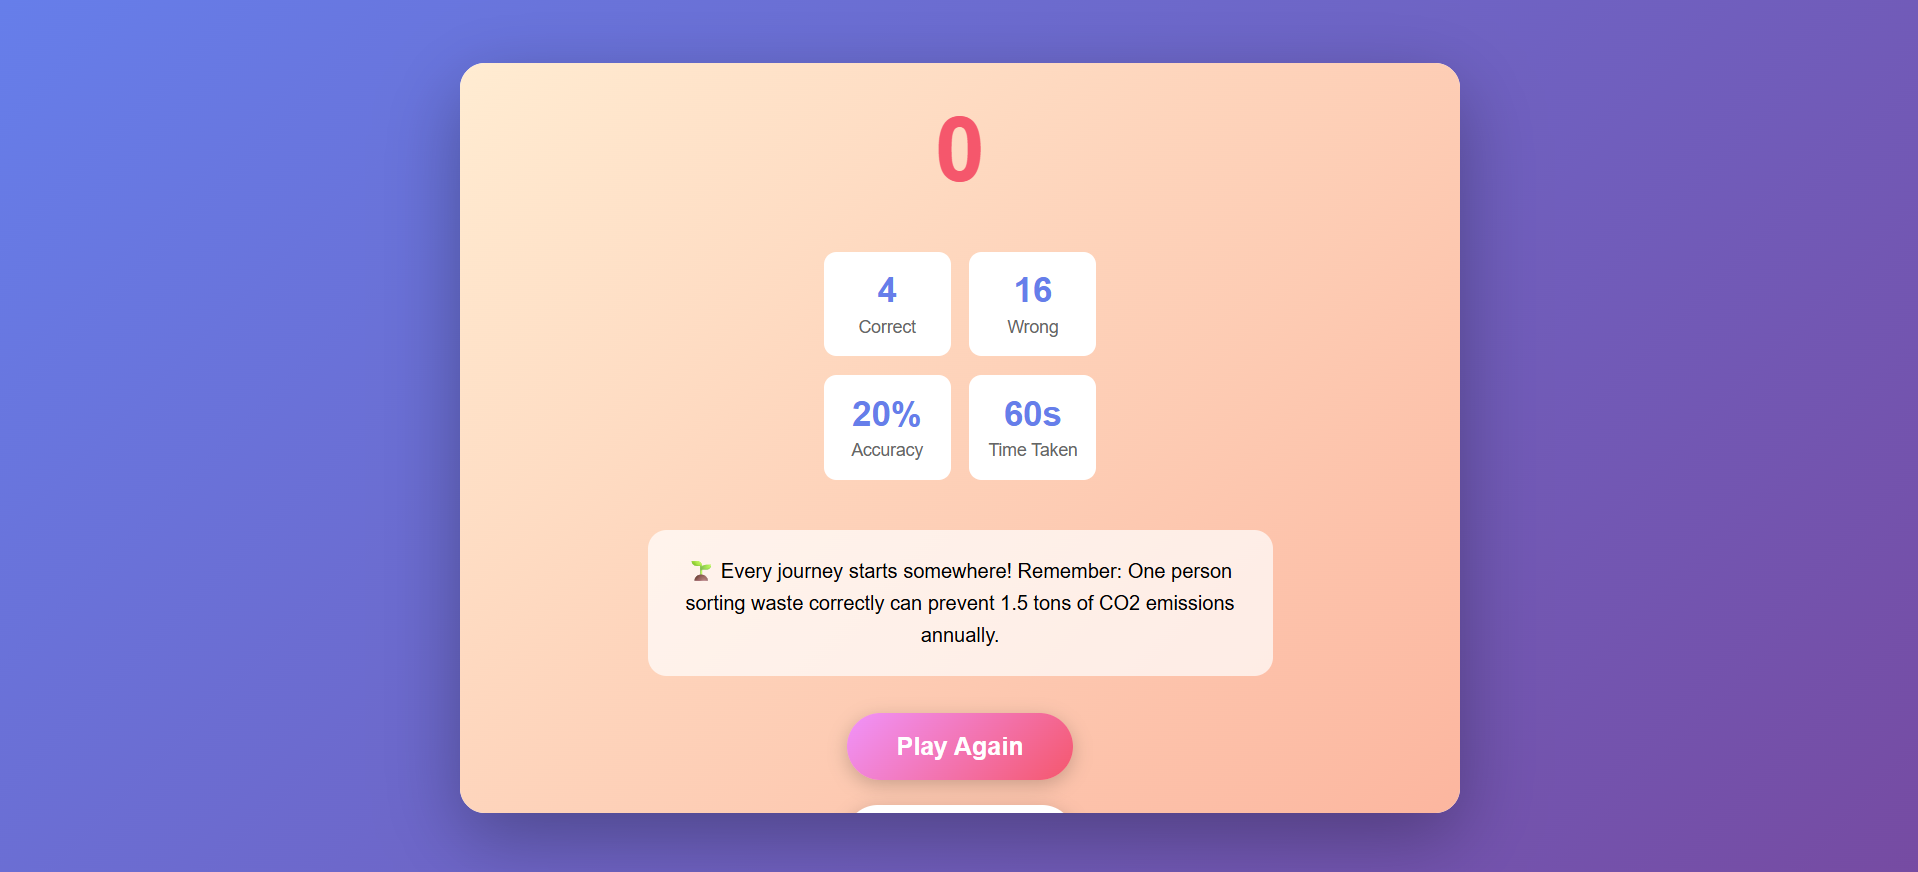 0
4
Correct
16
Wrong
20%
Accuracy
60s
Time Taken
🌱 Every journey starts somewhere! Remember: One person
sorting waste correctly can prevent 1.5 tons of CO2 emissions
annually.
Play Again